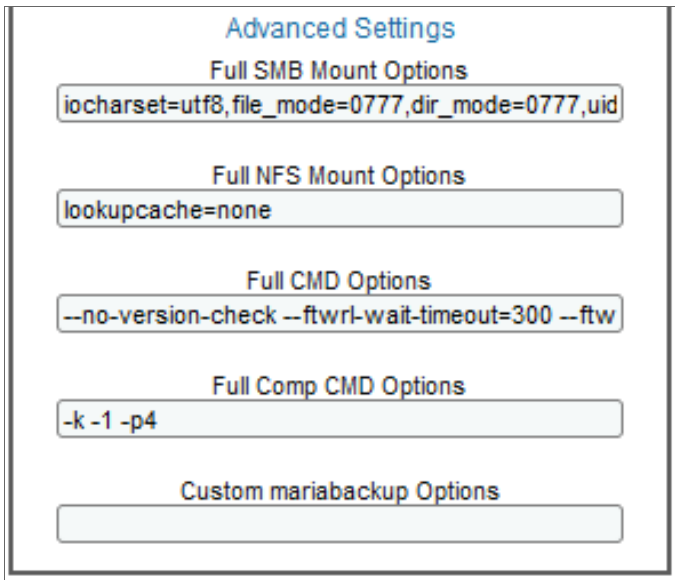 Advanced Settings
Full SMB Mount Options
iocharset=utf8,file_mode=0777,dir_mode=0777,uid
Full NFS Mount Options
lookupcache=none
Full CMD Options
--no-version-check --ftwrl-wait-timeout=300 --ftw
Full Comp CMD Options
-k -1 -p4
Custom mariabackup Options